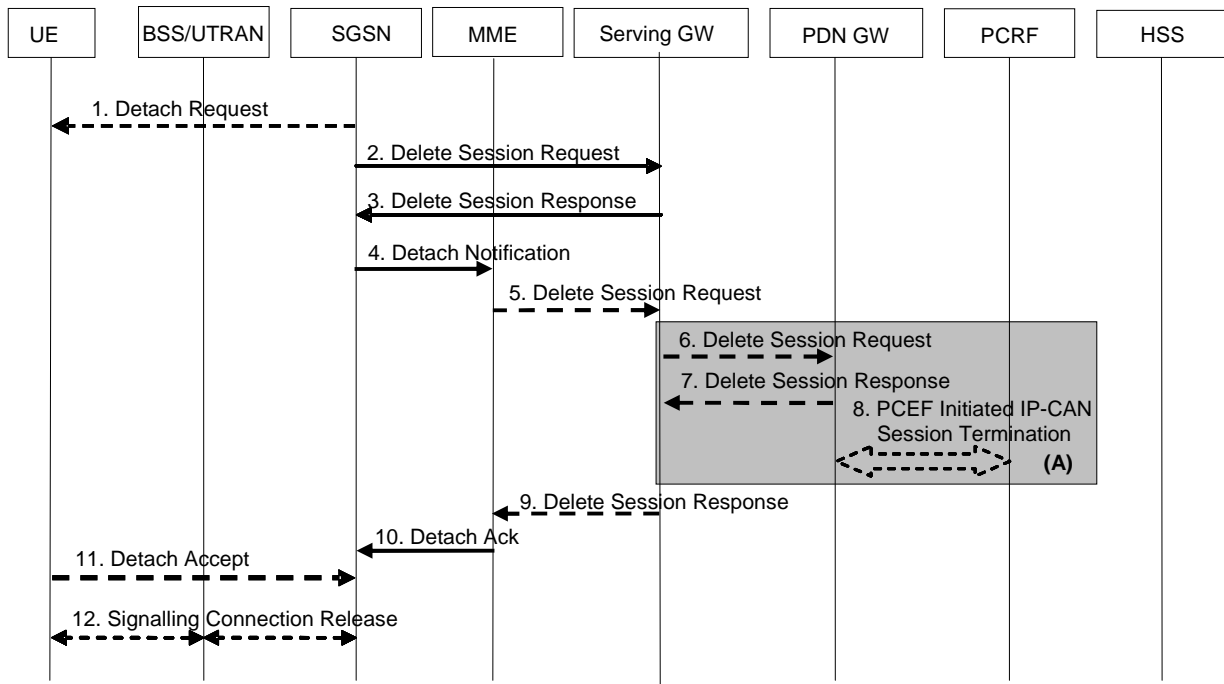 UE
BSS/UTRAN
SGSN
MME
Serving GW
PDN GW
PCRF
HSS
1. Detach Request
2. Delete Session Request
3. Delete Session Response
4. Detach Notification
5. Delete Session Request
6. Delete Session Request
7. Delete Session Response
8. PCEF Initiated IP-CAN
Session Termination
(A)
9. Delete Session Response
10. Detach Ack
11. Detach Accept
12. Signalling Connection Release